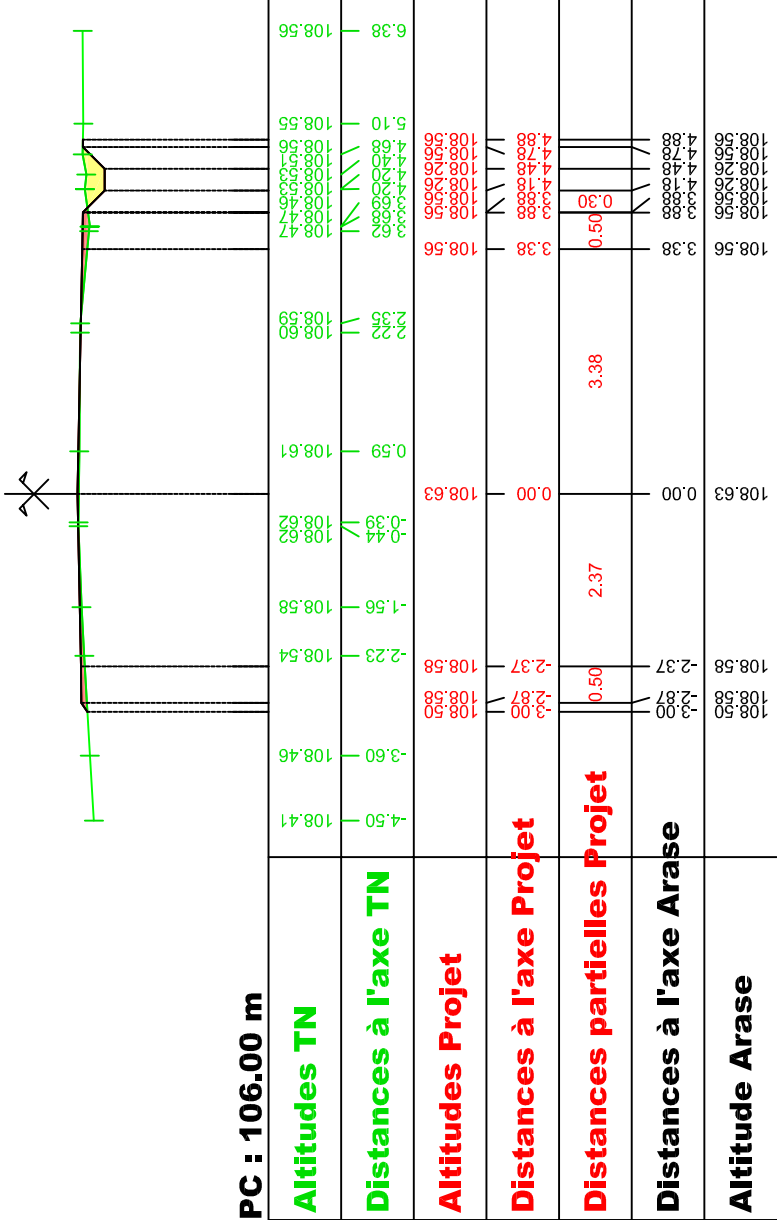 PC : 106.00 m
Altitudes TN 108.41 108.46 108.54 108.58 108.62 108.62 108.61 108.60 108.59 108.47 108.47 108.46 108.53 108.53 108.51 108.56 108.55 108.56
Distances à l'axe TN -4.50 -3.60 -2.23 -1.56 -0.44 -0.39 0.59 2.22 2.35 3.62 3.68 3.69 4.20 4.20 4.40 4.68 5.10 6.38
Altitudes Projet 108.50 108.58 108.58 108.63 108.56 108.56 108.56 108.26 108.26 108.56 108.56
Distances à l'axe Projet -3.00 -2.87 -2.37 0.00 3.38 3.88 3.88 4.18 4.48 4.78 4.88
Distances partielles Projet 0.50 2.37 3.38 0.50 0.30
Distances à l'axe Arase -3.00 -2.87 -2.37 0.00 3.38 3.88 3.88 4.18 4.48 4.78 4.88
Altitude Arase 108.50 108.58 108.58 108.63 108.56 108.56 108.56 108.26 108.26 108.56 108.56